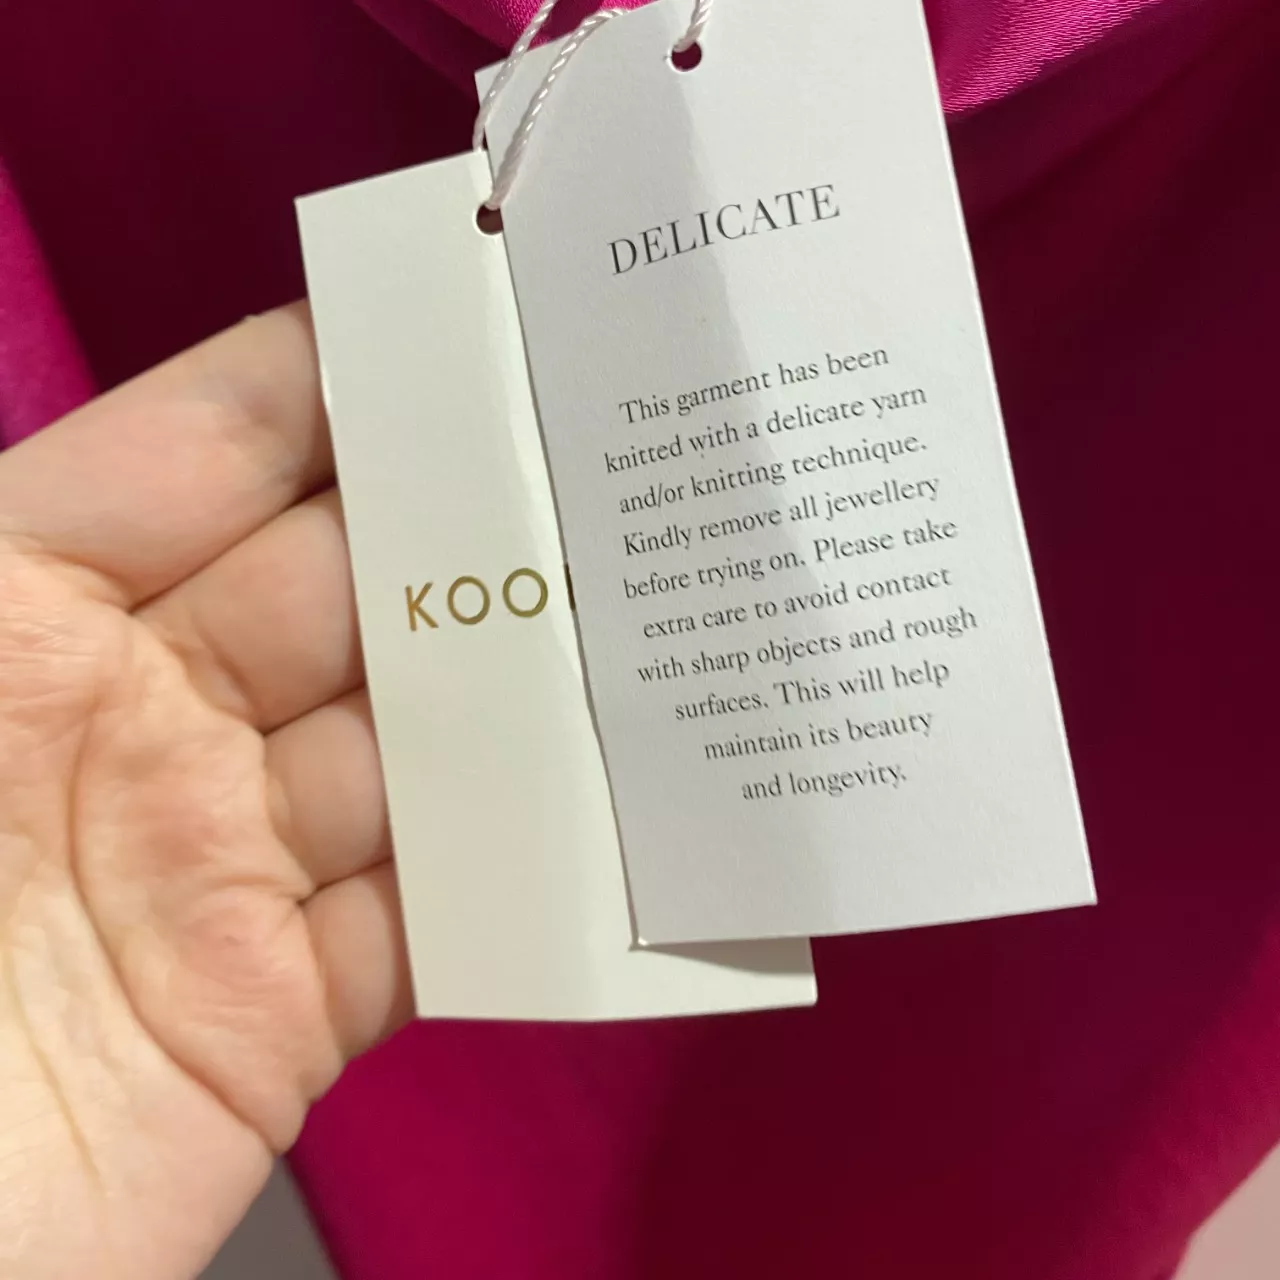 KOO
DELICATE
This garment has been
knitted with a delicate yarn
and/or knitting technique.
Kindly remove all jewellery
before trying on. Please take
extra care to avoid contact
with sharp objects and rough
surfaces. This will help
maintain its beauty
and longevity.